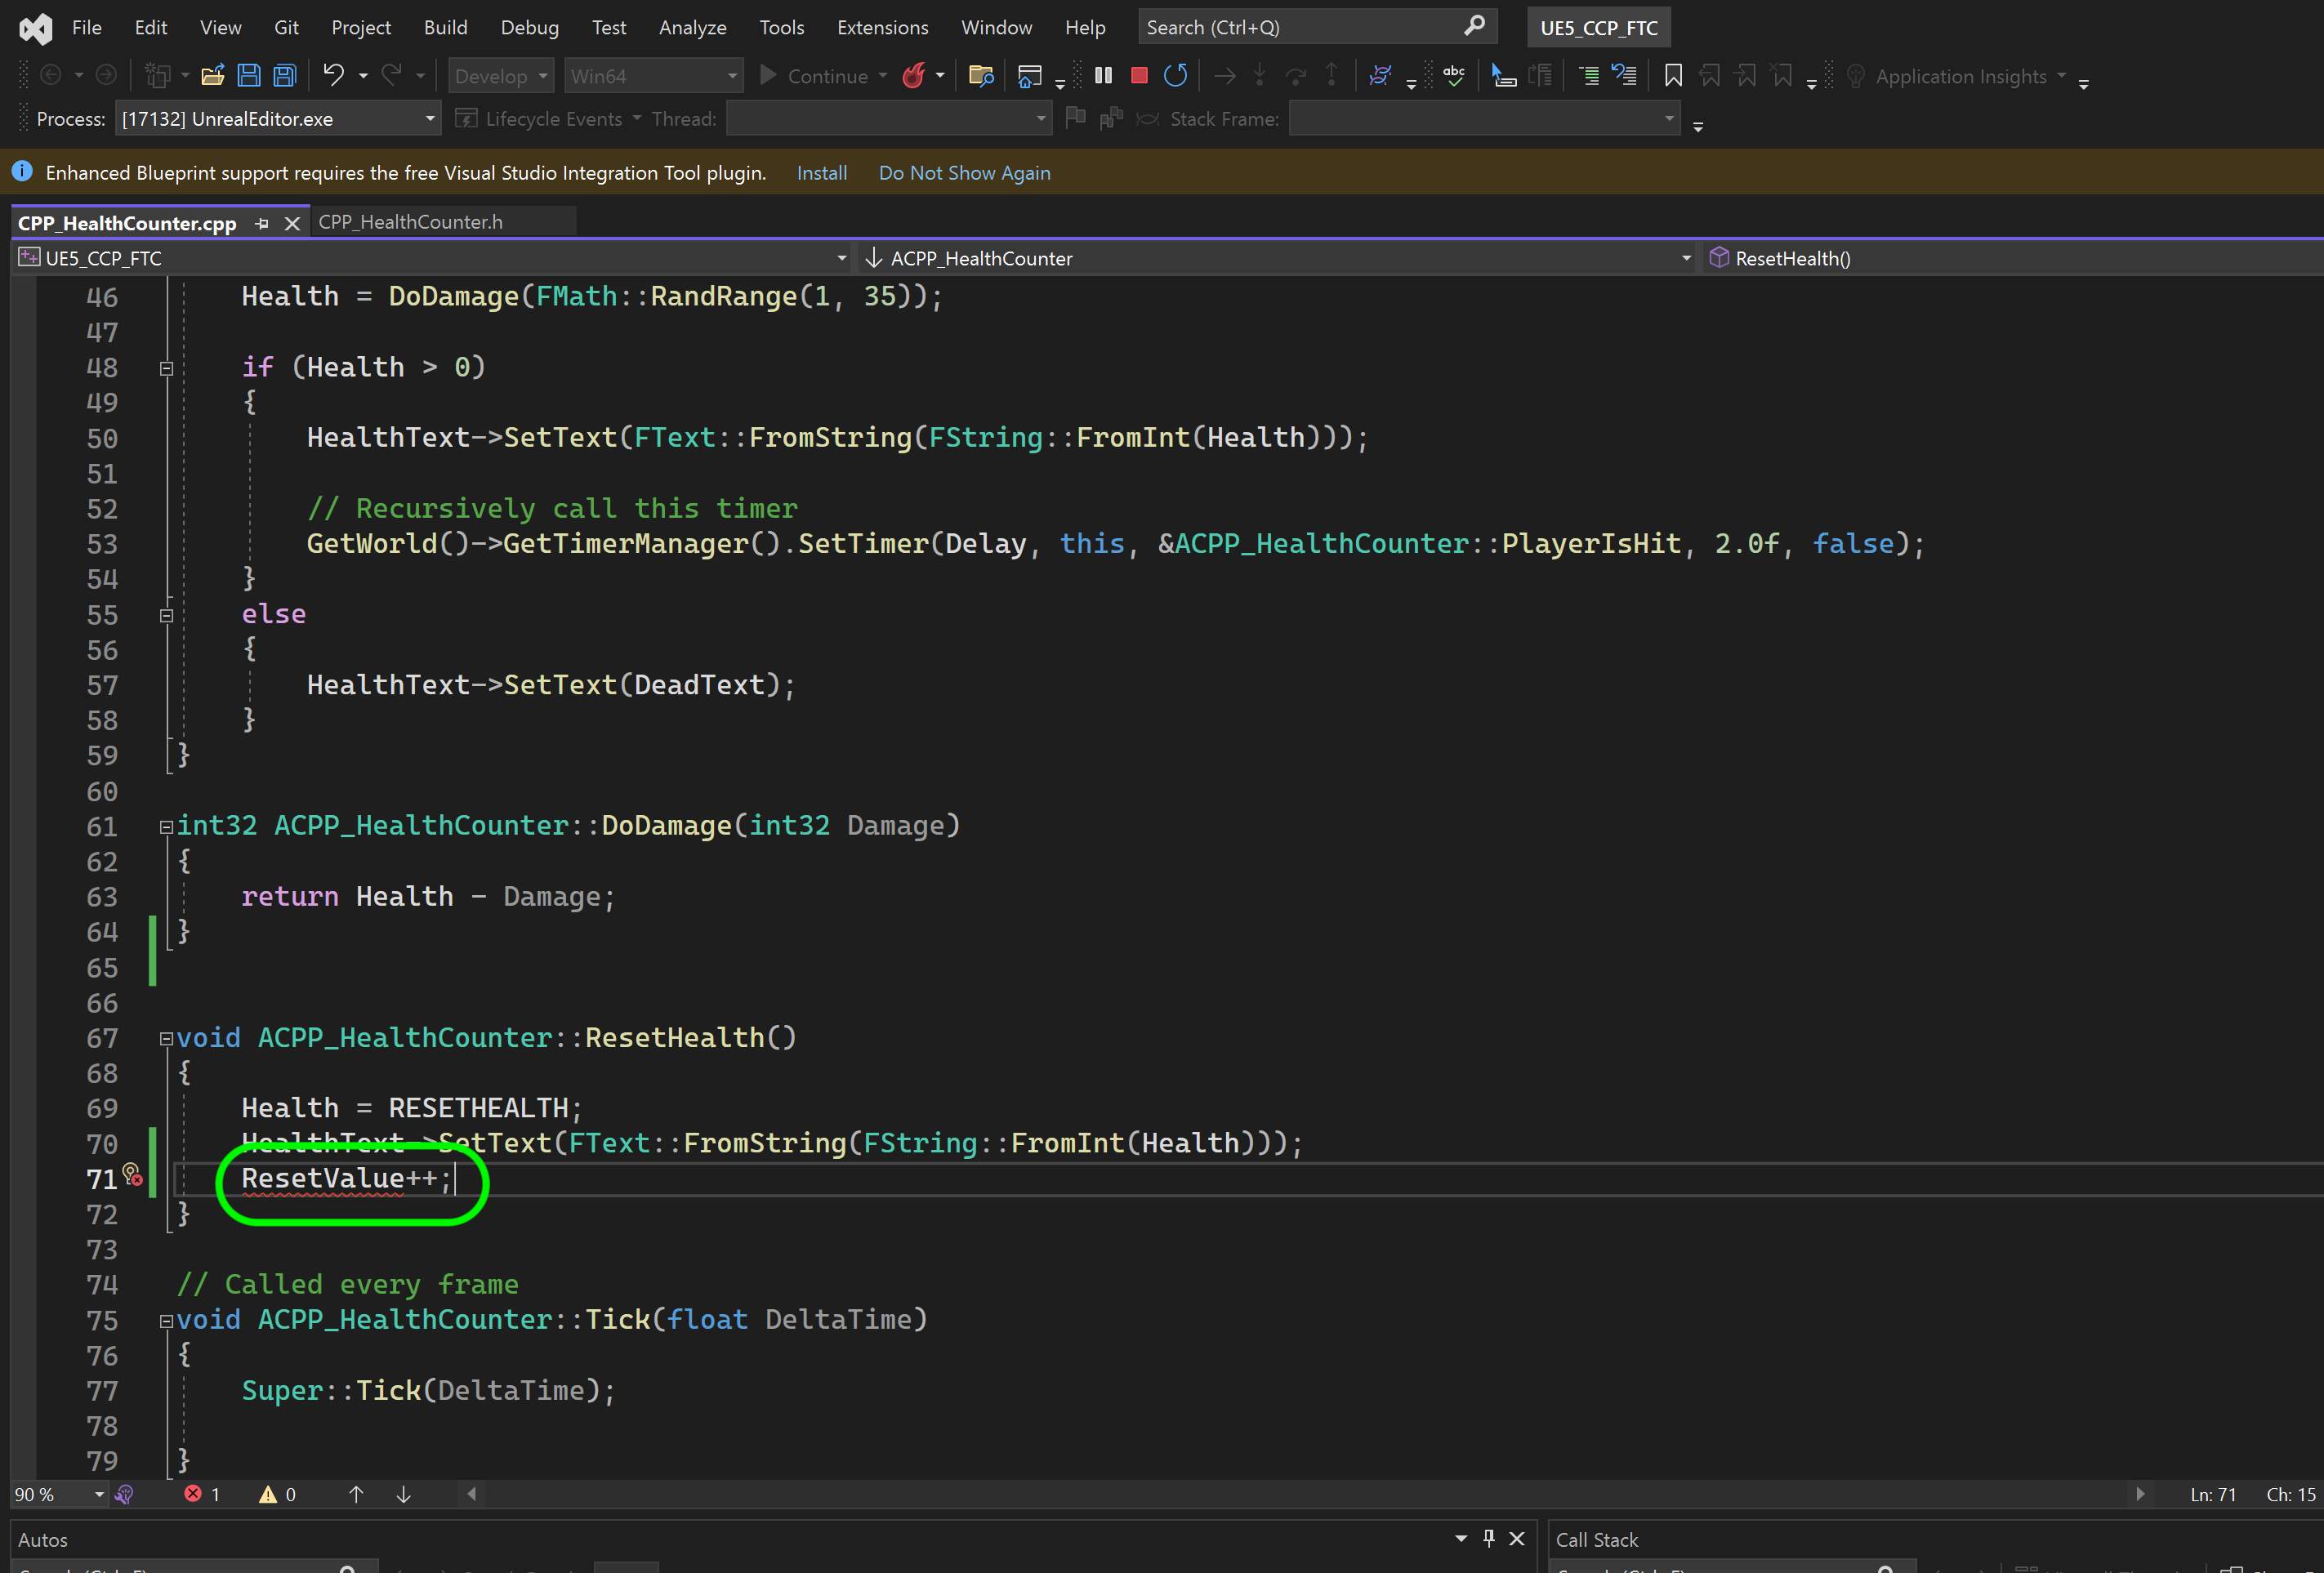 File Edit View Git Project Build Debug Test Analyze Tools Extensions Window Help Search (Ctrl+Q) UE5_CCP_FTC
Develop Win64 Continue Application Insights
Process: [17132] UnrealEditor.exe Lifecycle Events Thread: Stack Frame:
Enhanced Blueprint support requires the free Visual Studio Integration Tool plugin. Install Do Not Show Again
CPP_HealthCounter.cpp CPP_HealthCounter.h
UE5_CCP_FTC ACPP_HealthCounter ResetHealth()
46 Health = DoDamage(FMath::RandRange(1, 35));
47
48 if (Health > 0)
49 {
50 HealthText->SetText(FText::FromString(FString::FromInt(Health)));
51
52 // Recursively call this timer
53 GetWorld()->GetTimerManager().SetTimer(Delay, this, &ACPP_HealthCounter::PlayerIsHit, 2.0f, false);
54 }
55 else
56 {
57 HealthText->SetText(DeadText);
58 }
59 }
60
61 int32 ACPP_HealthCounter::DoDamage(int32 Damage)
62 {
63 return Health - Damage;
64 }
65
66
67 void ACPP_HealthCounter::ResetHealth()
68 {
69 Health = RESETHEALTH;
70 HealthText->SetText(FText::FromString(FString::FromInt(Health)));
71 ResetValue++;
72 }
73
74 // Called every frame
75 void ACPP_HealthCounter::Tick(float DeltaTime)
76 {
77 Super::Tick(DeltaTime);
78
79 }
90 % 1 0 Ln: 71 Ch: 15
Autos Call Stack